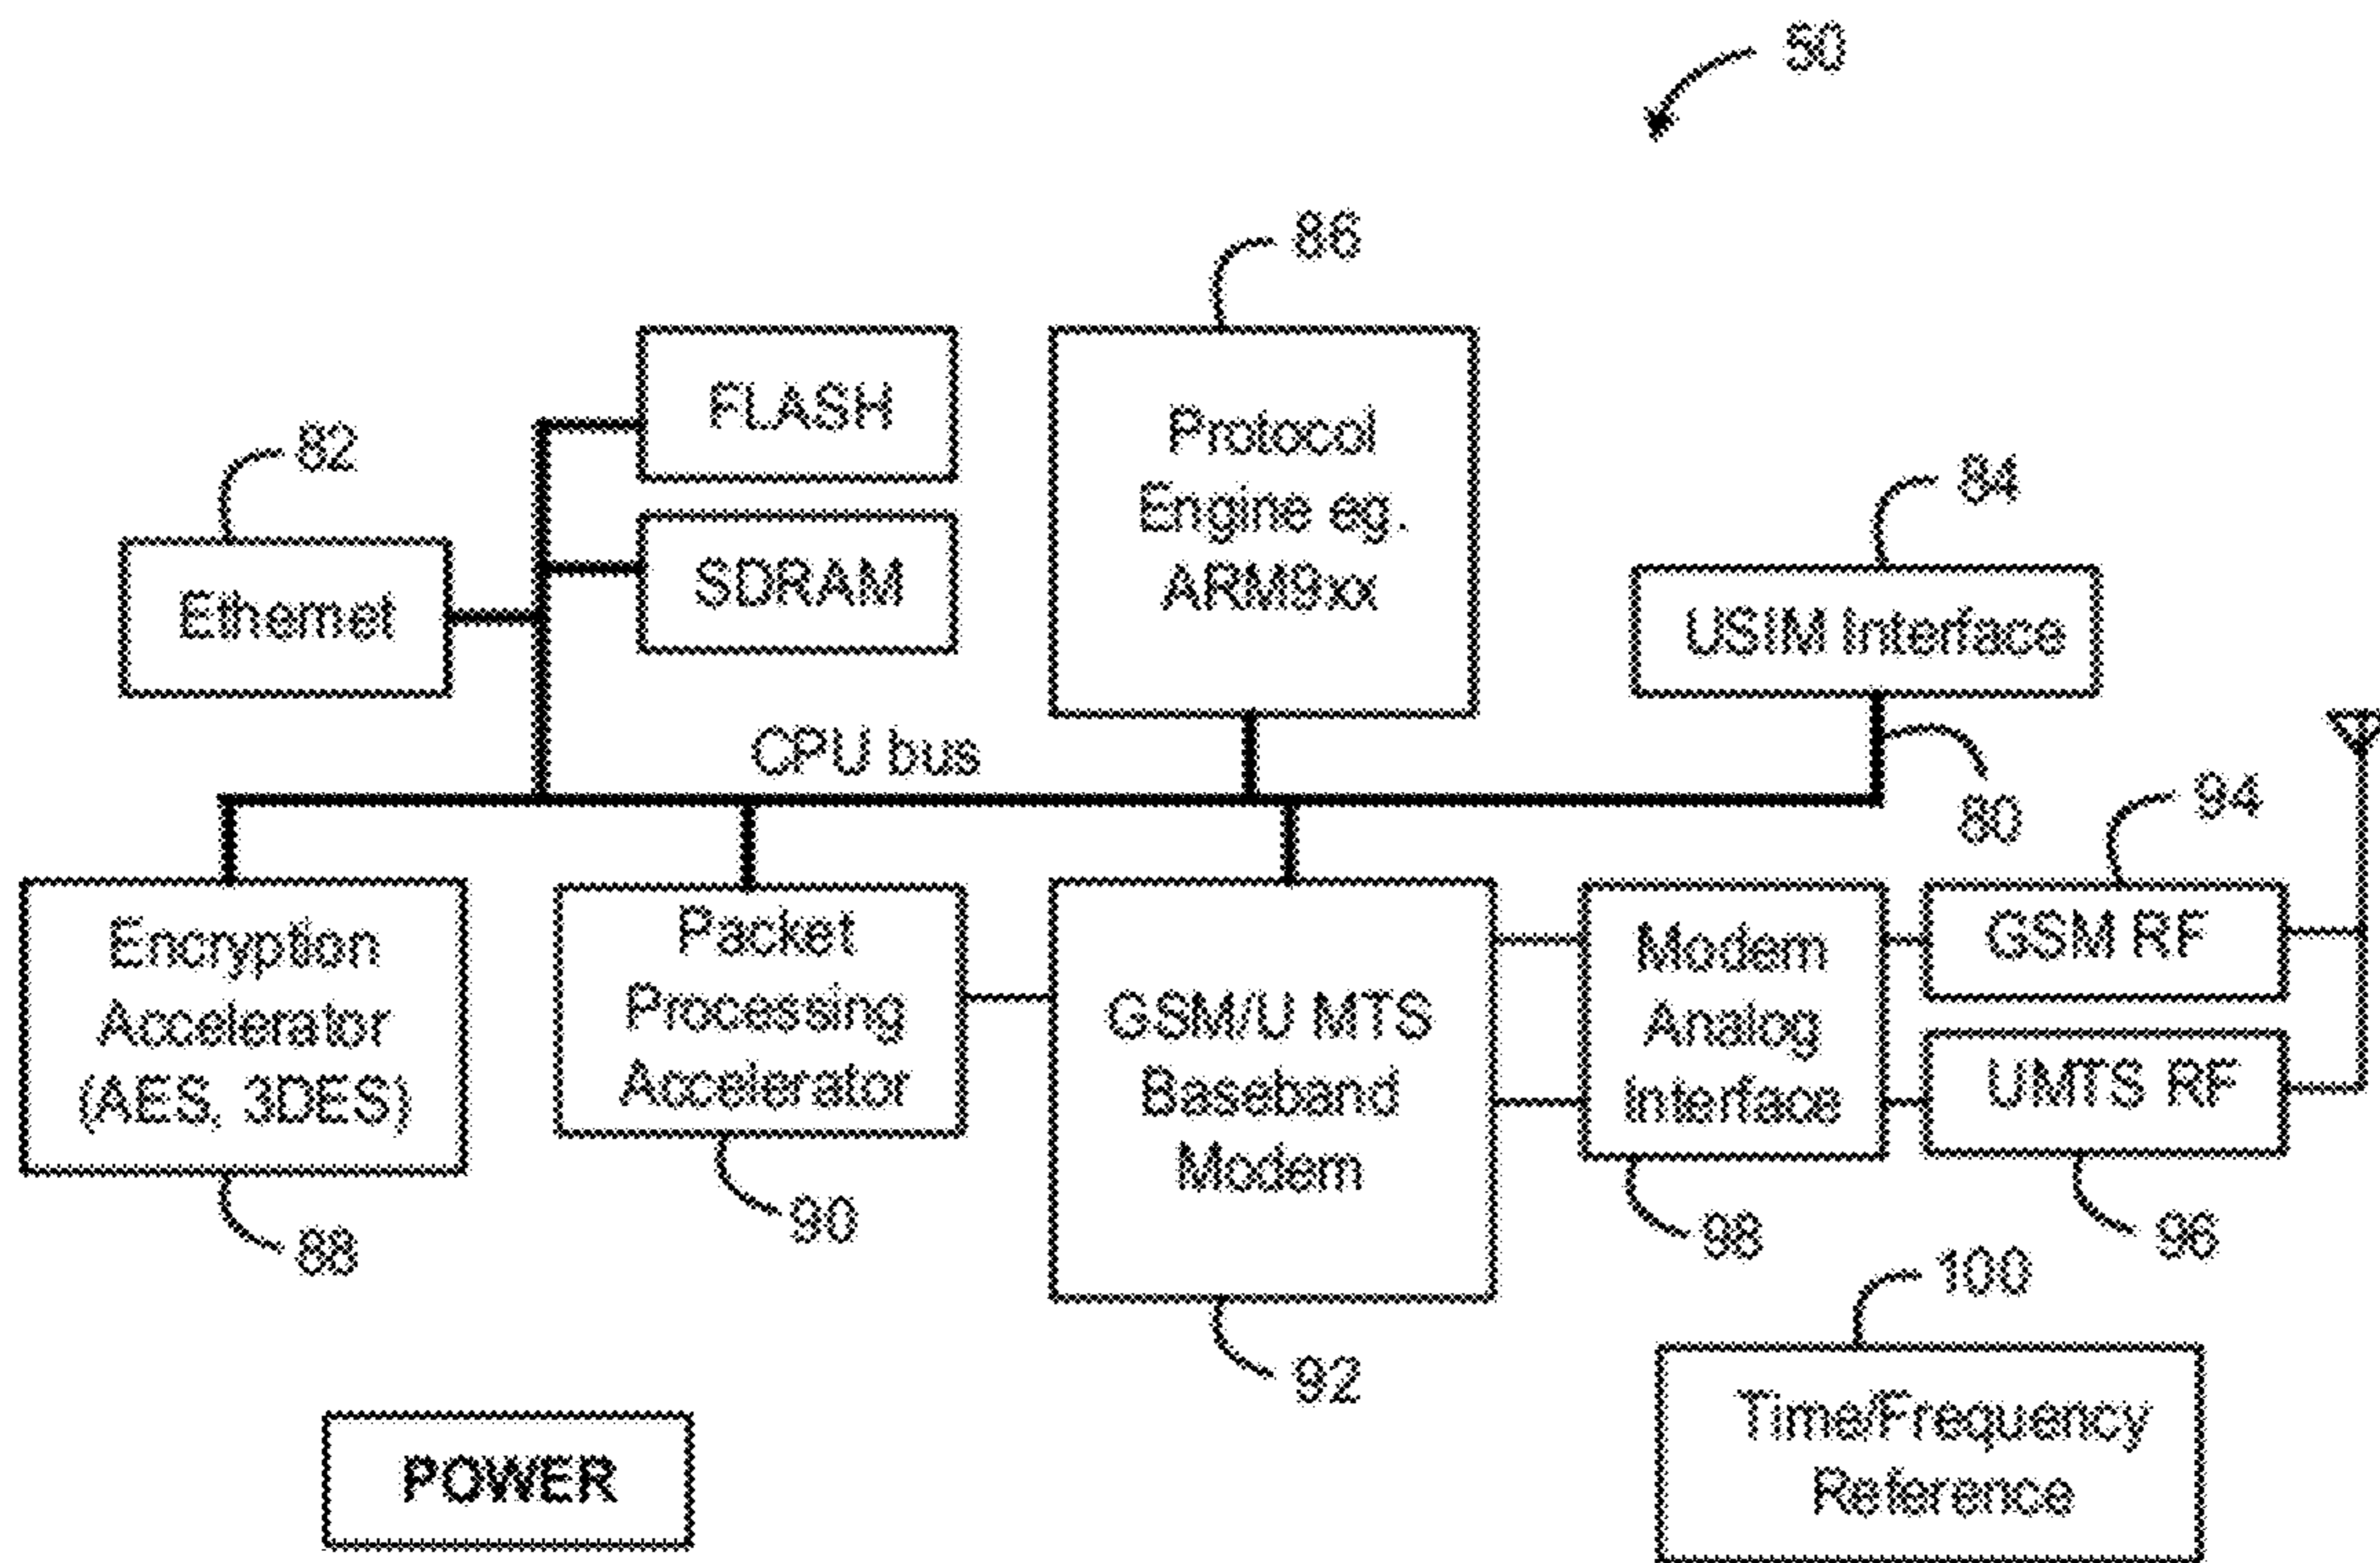 50
86
FLASH
82
Protocol
Engine eg.
ARM9xx
84
SDRAM
Ethernet
USIM Interface
CPU bus
80
94
Encryption
Accelerator
(AES, 3DES)
Packet
Processing
Accelerator
GSM/U MTS
Baseband
Modem
Modem
Analog
Interface
GSM RF
UMTS RF
88
90
98
96
92
100
POWER
Time/Frequency
Reference